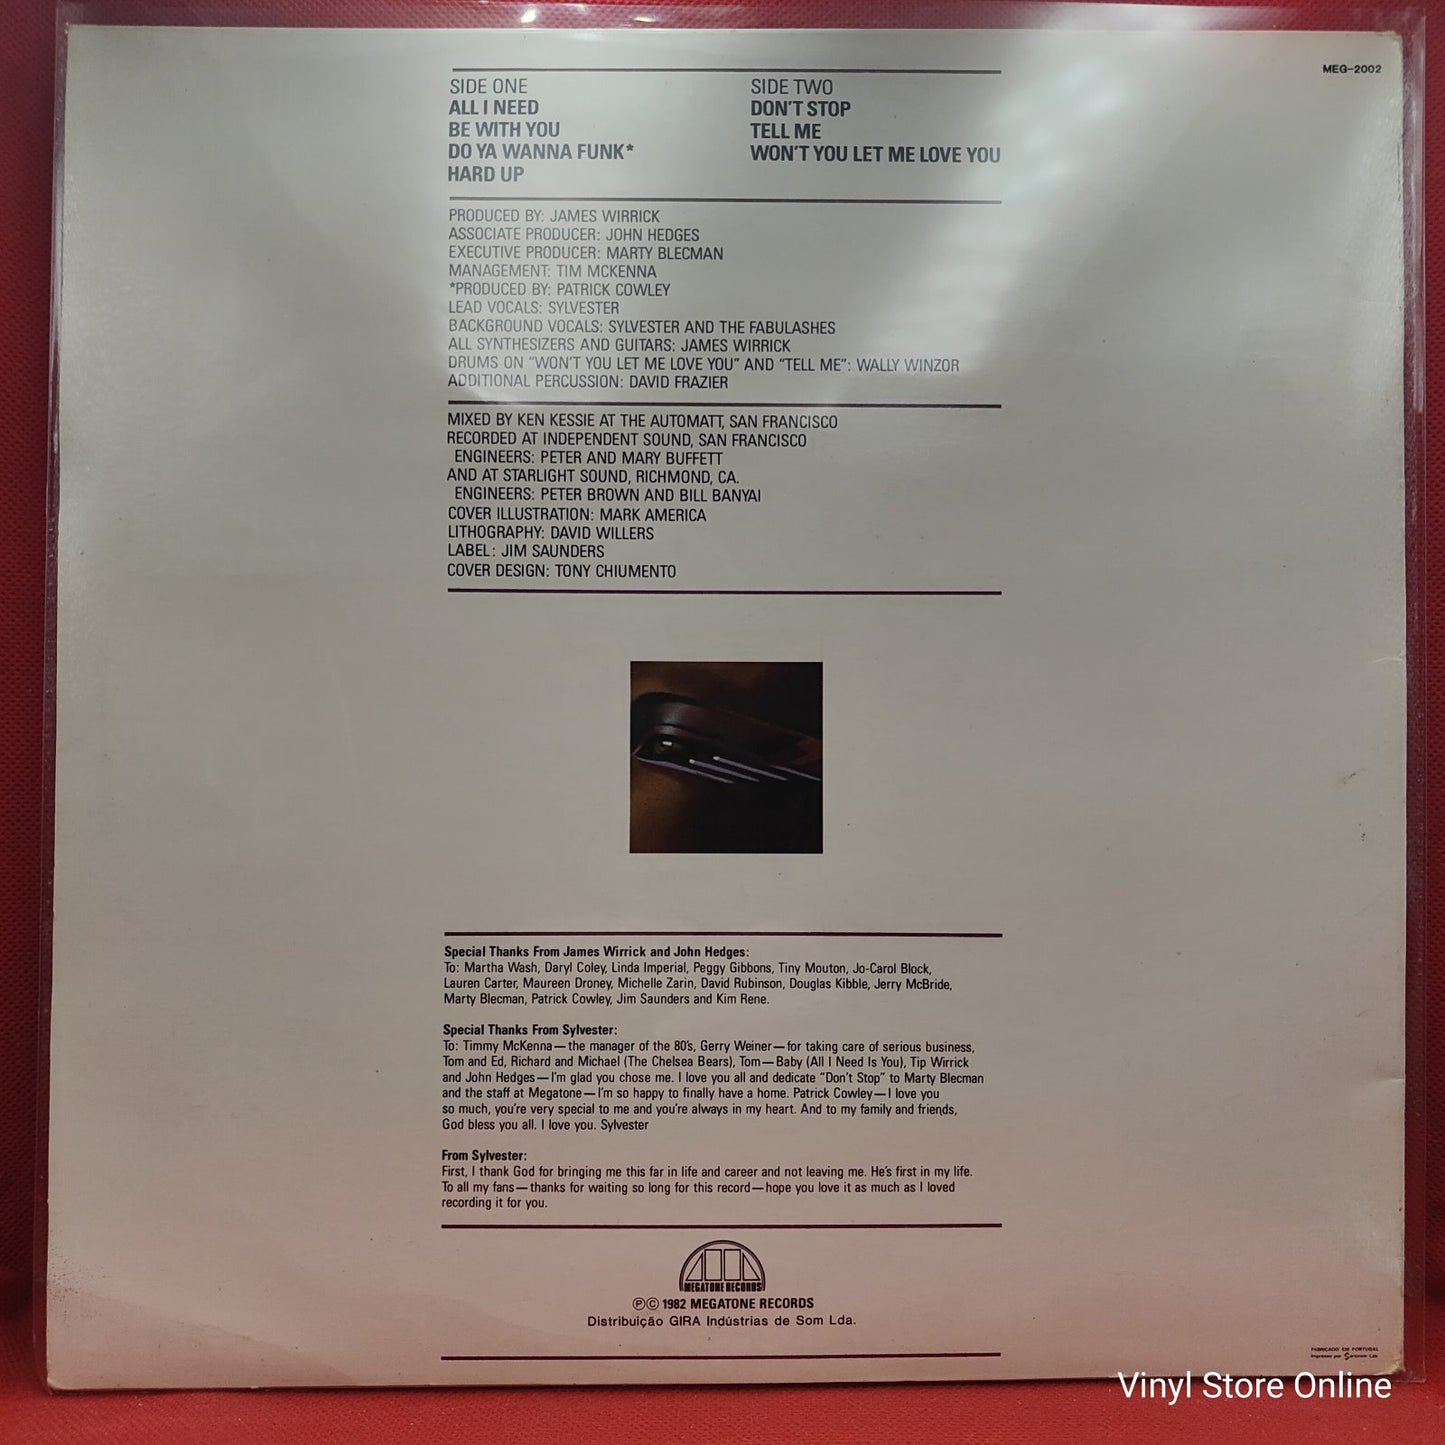 MEG-2002
SIDE ONE
ALL I NEED
BE WITH YOU
DO YA WANNA FUNK*
HARD UP
SIDE TWO
DON'T STOP
TELL ME
WON'T YOU LET ME LOVE YOU
PRODUCED BY: JAMES WIRRICK
ASSOCIATE PRODUCER: JOHN HEDGES
EXECUTIVE PRODUCER: MARTY BLECMAN
MANAGEMENT: TIM MCKENNA
*PRODUCED BY: PATRICK COWLEY
LEAD VOCALS: SYLVESTER
BACKGROUND VOCALS: SYLVESTER AND THE FABULASHES
ALL SYNTHESIZERS AND GUITARS: JAMES WIRRICK
DRUMS ON "WON'T YOU LET ME LOVE YOU" AND "TELL ME": WALLY WINZOR
ADDITIONAL PERCUSSION: DAVID FRAZIER
MIXED BY KEN KESSIE AT THE AUTOMATT, SAN FRANCISCO
RECORDED AT INDEPENDENT SOUND, SAN FRANCISCO
ENGINEERS: PETER AND MARY BUFFETT
AND AT STARLIGHT SOUND, RICHMOND, CA.
ENGINEERS: PETER BROWN AND BILL BANYAI
COVER ILLUSTRATION: MARK AMERICA
LITHOGRAPHY: DAVID WILLERS
LABEL: JIM SAUNDERS
COVER DESIGN: TONY CHIUMENTO
Special Thanks From James Wirrick and John Hedges:
To: Martha Wash, Daryl Coley, Linda Imperial, Peggy Gibbons, Tiny Mouton, Jo-Carol Block,
Lauren Carter, Maureen Droney, Michelle Zarin, David Rubinson, Douglas Kibble, Jerry McBride,
Marty Blecman, Patrick Cowley, Jim Saunders and Kim Rene.
Special Thanks From Sylvester:
To: Timmy McKenna—the manager of the 80's, Gerry Weiner—for taking care of serious business,
Tom and Ed, Richard and Michael (The Chelsea Bears), Tom—Baby (All I Need Is You), Tip Wirrick
and John Hedges—I'm glad you chose me. I love you all and dedicate "Don't Stop" to Marty Blecman
and the staff at Megatone—I'm so happy to finally have a home. Patrick Cowley—I love you
so much, you're very special to me and you're always in my heart. And to my family and friends,
God bless you all. I love you. Sylvester
From Sylvester:
First, I thank God for bringing me this far in life and career and not leaving me. He's first in my life.
To all my fans—thanks for waiting so long for this record—hope you love it as much as I loved
recording it for you.
MEGATONE RECORDS
℗© 1982 MEGATONE RECORDS
Distribuição GIRA Indústrias de Som Lda.
FABRICADO EM PORTUGAL
Impresso por
Vinyl Store Online